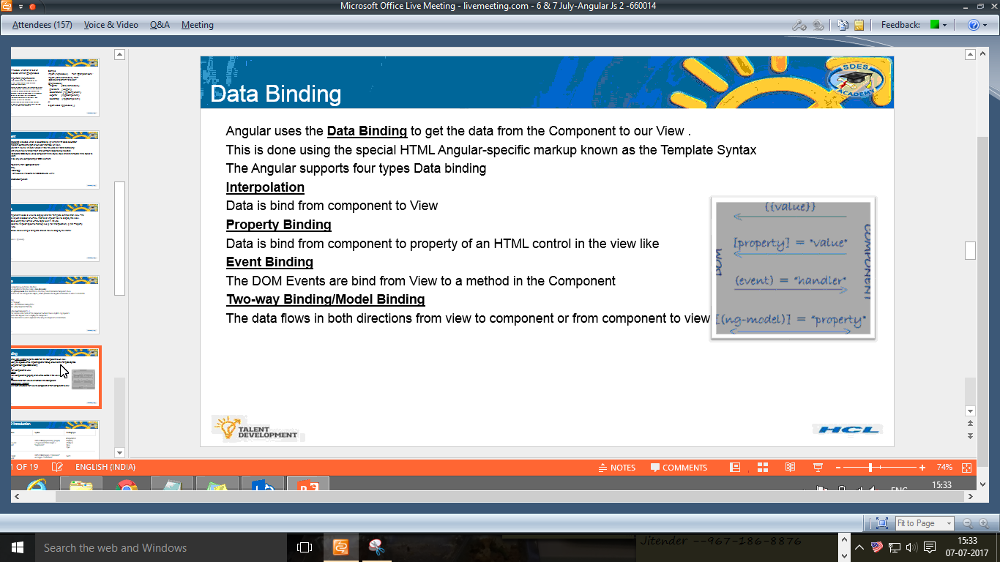 Microsoft Office Live Meeting - livemeeting.com - 6 & 7 July-Angular Js 2 -660014
Attendees (157) Voice & Video Q&A Meeting Feedback:
Data Binding
SDES
ACADEMY
Angular uses the Data Binding to get the data from the Component to our View .
This is done using the special HTML Angular-specific markup known as the Template Syntax
The Angular supports four types Data binding
Interpolation
Data is bind from component to View
Property Binding
Data is bind from component to property of an HTML control in the view like
Event Binding
The DOM Events are bind from View to a method in the Component
Two-way Binding/Model Binding
The data flows in both directions from view to component or from component to view
{{value}}
[property] = "value"
(event) = "handler"
[(ng-model)] = "property"
DOM
COMPONENT
TALENT
DEVELOPMENT
HCL
Introduction
1 OF 19 ENGLISH (INDIA) NOTES COMMENTS 74%
ENG 15:33
Fit to Page
Search the web and Windows
Jitender --967-186-8876
15:33
07-07-2017